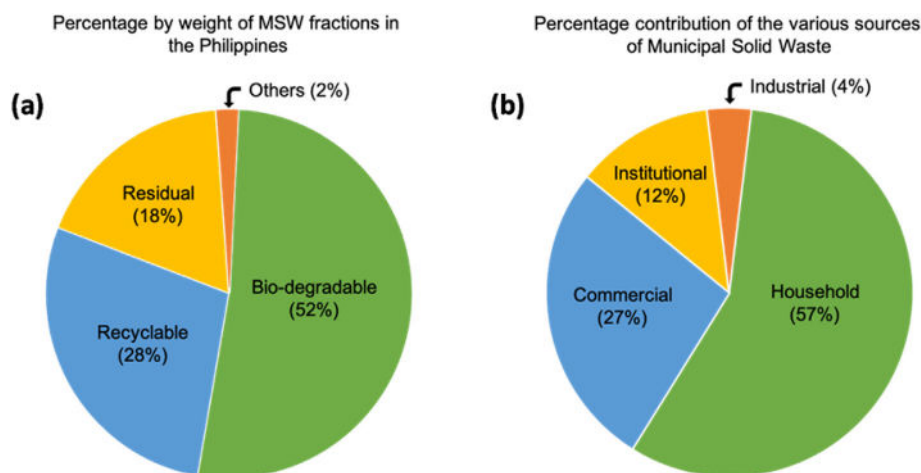 Percentage by weight of MSW fractions in
the Philippines
(a)
Others (2%)
Residual
(18%)
Bio-degradable
(52%)
Recyclable
(28%)
Percentage contribution of the various sources
of Municipal Solid Waste
(b)
Industrial (4%)
Institutional
(12%)
Commercial
(27%)
Household
(57%)